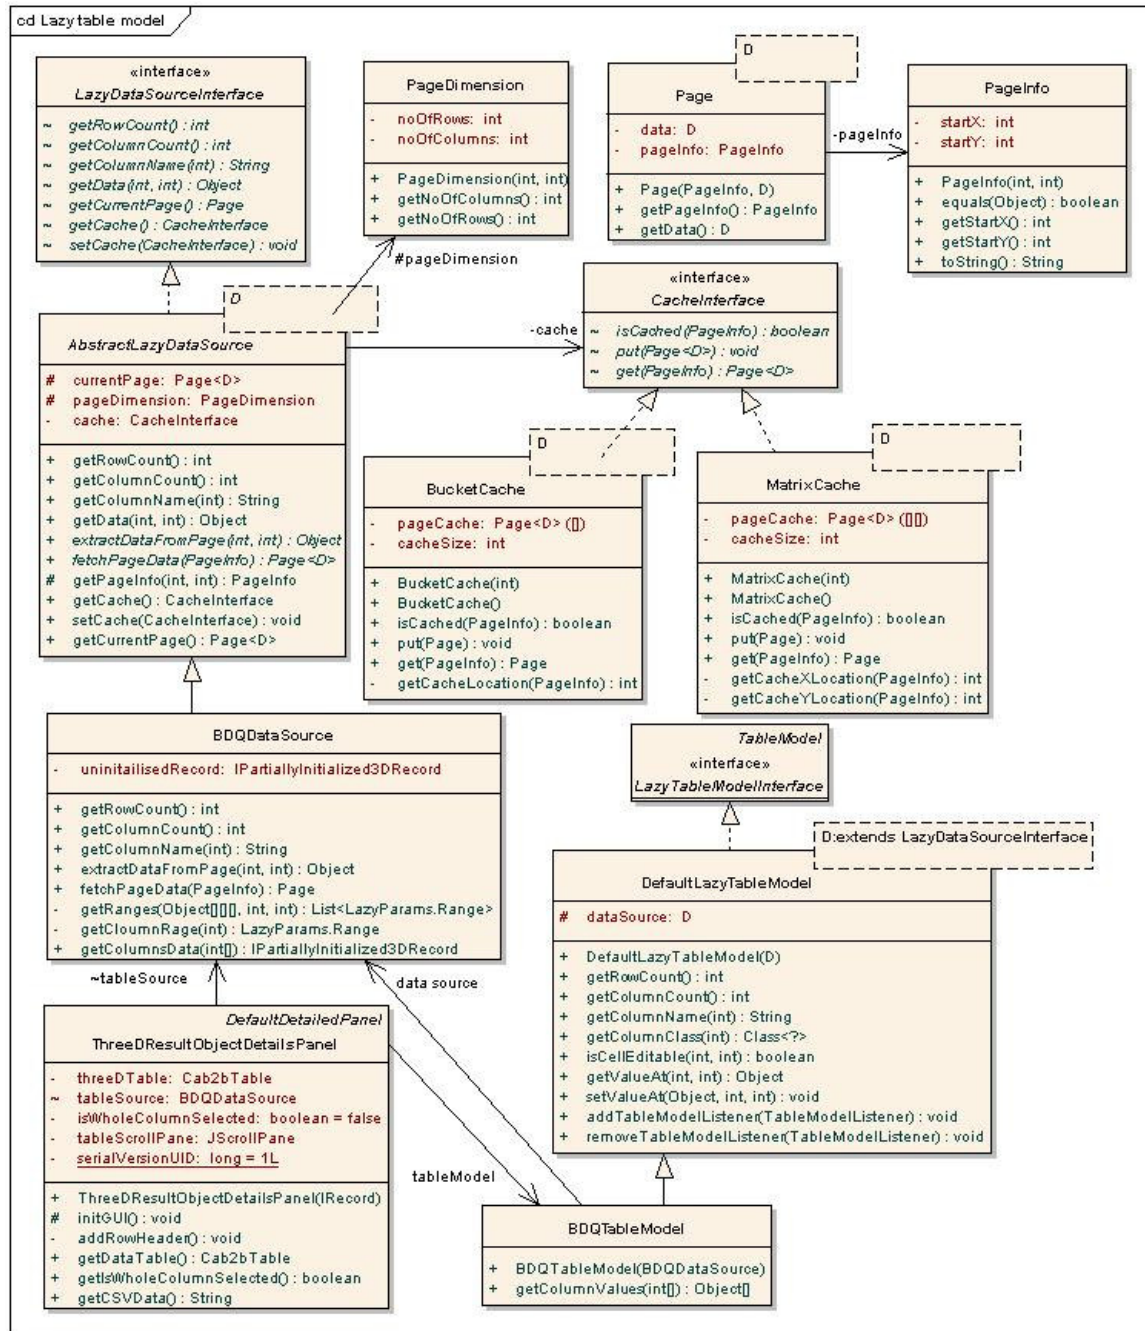 cd Lazy table model
«interface»
LazyDataSourceInterface
~ getRowCount() : int
~ getColumnCount() : int
~ getColumnName(int) : String
~ getData(int, int) : Object
~ getCurrentPage() : Page
~ getCache() : CacheInterface
~ setCache(CacheInterface) : void
PageDimension
- noOfRows: int
- noOfColumns: int
+ PageDimension(int, int)
+ getNoOfColumns() : int
+ getNoOfRows() : int
#pageDimension
D
Page
- data: D
- pageInfo: PageInfo
+ Page(PageInfo, D)
+ getPageInfo() : PageInfo
+ getData() : D
-pageInfo
PageInfo
- startX: int
- startY: int
+ PageInfo(int, int)
+ equals(Object) : boolean
+ getStartX() : int
+ getStartY() : int
+ toString() : String
D
AbstractLazyDataSource
# currentPage: Page<D>
# pageDimension: PageDimension
- cache: CacheInterface
+ getRowCount() : int
+ getColumnCount() : int
+ getColumnName(int) : String
+ getData(int, int) : Object
+ extractDataFromPage(int, int) : Object
+ fetchPageData(PageInfo) : Page<D>
# getPageInfo(int, int) : PageInfo
+ getCache() : CacheInterface
+ setCache(CacheInterface) : void
+ getCurrentPage() : Page<D>
-cache
«interface»
CacheInterface
~ isCached(PageInfo) : boolean
~ put(Page<D>) : void
~ get(PageInfo) : Page<D>
D
BucketCache
- pageCache: Page<D> ([])
- cacheSize: int
+ BucketCache(int)
+ BucketCache()
+ isCached(PageInfo) : boolean
+ put(Page) : void
+ get(PageInfo) : Page
- getCacheLocation(PageInfo) : int
D
MatrixCache
- pageCache: Page<D> ([][])
- cacheSize: int
+ MatrixCache(int)
+ MatrixCache()
+ isCached(PageInfo) : boolean
+ put(Page) : void
+ get(PageInfo) : Page
- getCacheXLocation(PageInfo) : int
- getCacheYLocation(PageInfo) : int
BDQDataSource
- uninitailisedRecord: IPartiallyInitialized3DRecord
+ getRowCount() : int
+ getColumnCount() : int
+ getColumnName(int) : String
+ extractDataFromPage(int, int) : Object
+ fetchPageData(PageInfo) : Page
- getRanges(Object[][][], int, int) : List<LazyParams.Range>
- getCloumnRage(int) : LazyParams.Range
+ getColumnsData(int[]) : IPartiallyInitialized3DRecord
TableModel
«interface»
LazyTableModelInterface
D:extends LazyDataSourceInterface
DefaultLazyTableModel
# dataSource: D
+ DefaultLazyTableModel(D)
+ getRowCount() : int
+ getColumnCount() : int
+ getColumnName(int) : String
+ getColumnClass(int) : Class<?>
+ isCellEditable(int, int) : boolean
+ getValueAt(int, int) : Object
+ setValueAt(Object, int, int) : void
+ addTableModelListener(TableModelListener) : void
+ removeTableModelListener(TableModelListener) : void
~tableSource
data source
DefaultDetailedPanel
ThreeDResultObjectDetailsPanel
- threeDTable: Cab2bTable
~ tableSource: BDQDataSource
- isWholeColumnSelected: boolean = false
- tableScrollPane: JScrollPane
- serialVersionUID: long = 1L
+ ThreeDResultObjectDetailsPanel(IRecord)
# initGUI() : void
- addRowHeader() : void
+ getDataTable() : Cab2bTable
+ getIsWholeColumnSelected() : boolean
+ getCSVData() : String
tableModel
BDQTableModel
+ BDQTableModel(BDQDataSource)
+ getColumnValues(int[]) : Object[]